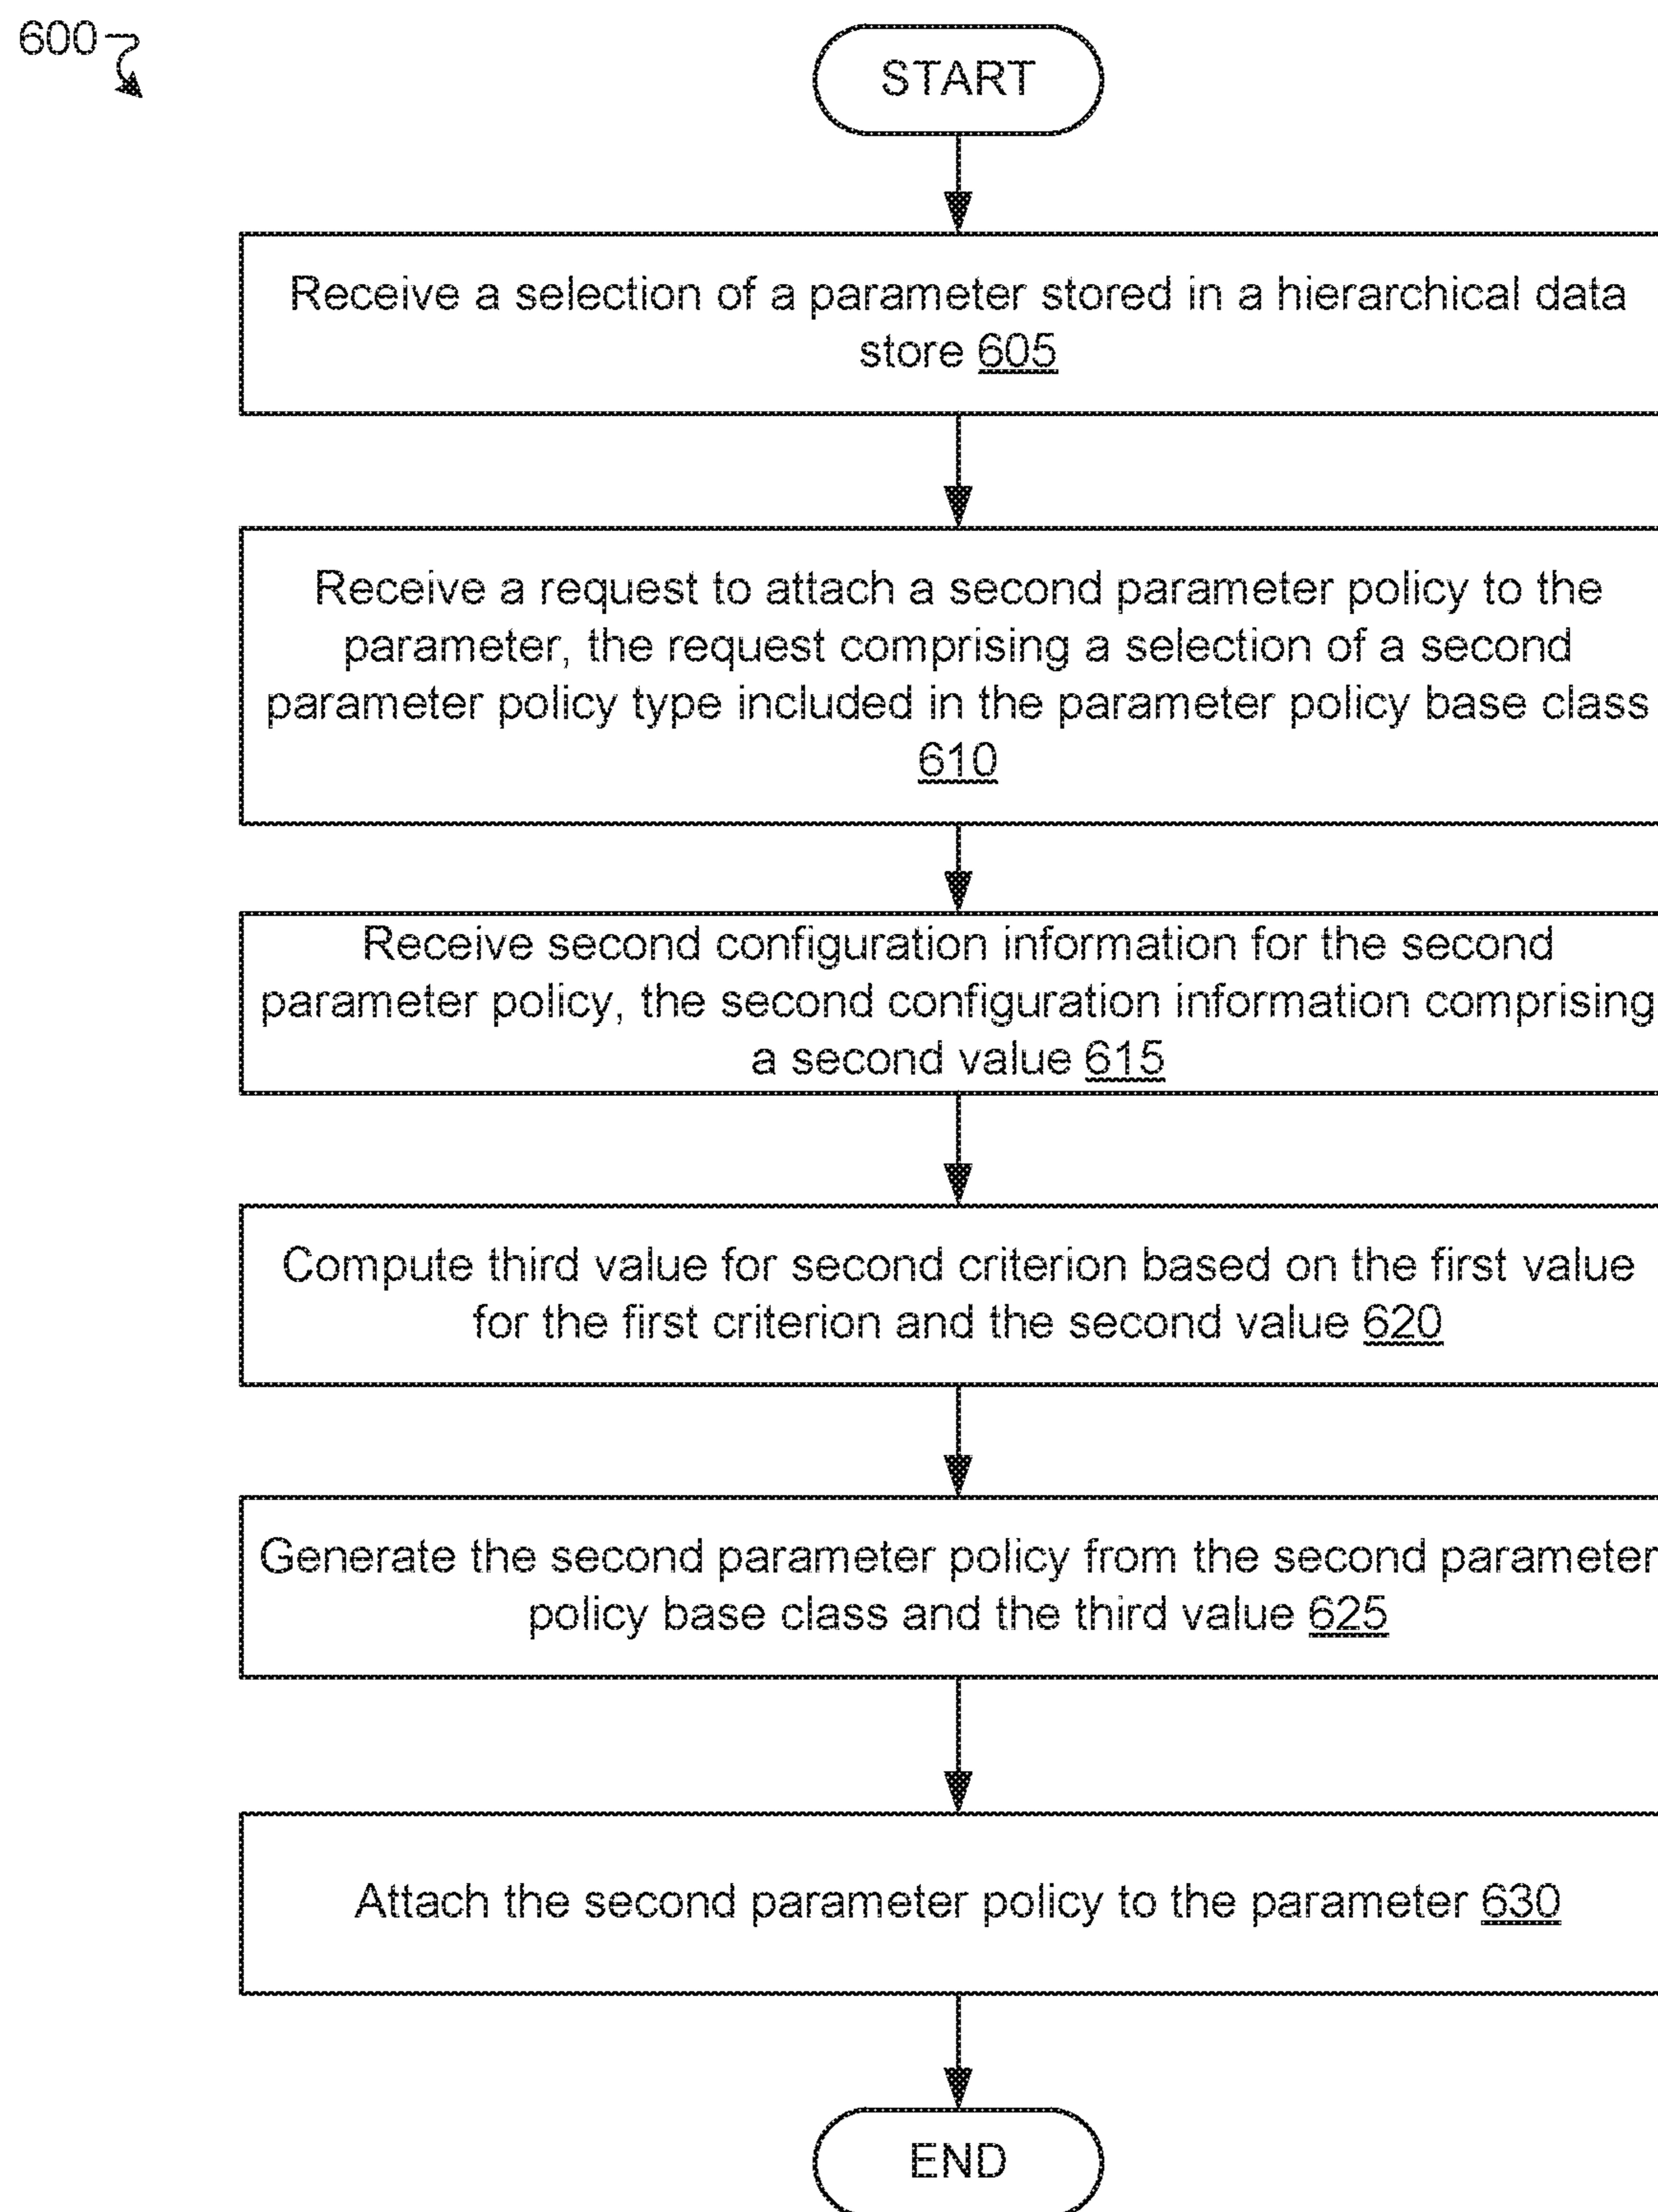 600
START
Receive a selection of a parameter stored in a hierarchical data
store 605
Receive a request to attach a second parameter policy to the
parameter, the request comprising a selection of a second
parameter policy type included in the parameter policy base class
610
Receive second configuration information for the second
parameter policy, the second configuration information comprising
a second value 615
Compute third value for second criterion based on the first value
for the first criterion and the second value 620
Generate the second parameter policy from the second parameter
policy base class and the third value 625
Attach the second parameter policy to the parameter 630
END